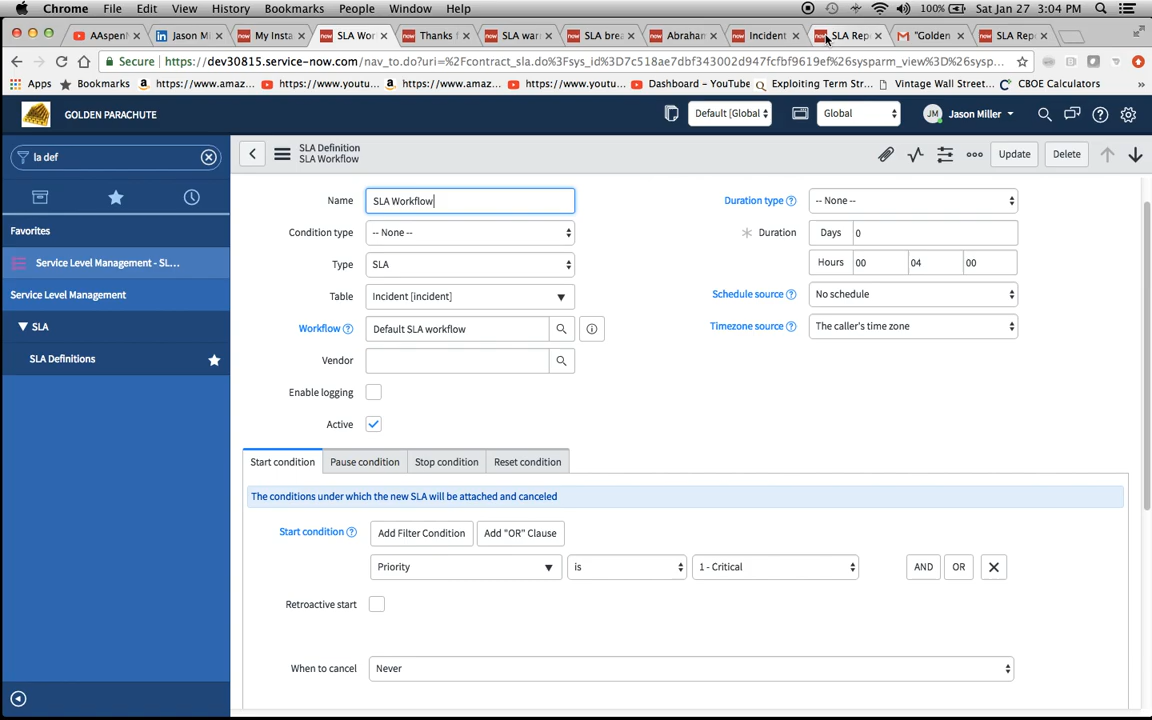 Chrome File Edit View History Bookmarks People Window Help 100% Sat Jan 27 3:04 PM
AAspenF Jason Mi My Insta SLA Wor Thanks f SLA warr SLA brea Abraham Incident SLA Rep "Golden SLA Repo
Secure https://dev30815.service-now.com/nav_to.do?uri=%2Fcontract_sla.do%3Fsys_id%3D7c518ae7dbf343002d947fcfbf9619ef%26sysparm_view%3D%26sysp...
Apps Bookmarks https://www.amaz... https://www.youtu... https://www.amaz... https://www.youtu... Dashboard – YouTube Exploiting Term Str... Vintage Wall Street... CBOE Calculators »
GOLDEN PARACHUTE Default [Global Global JM Jason Miller
la def
SLA Definition
SLA Workflow
Update Delete
Favorites
Service Level Management - SL...
Service Level Management
SLA
SLA Definitions
Name SLA Workflow
Condition type -- None --
Type SLA
Table Incident [incident]
Workflow Default SLA workflow
Vendor
Enable logging
Active
Duration type -- None --
Duration Days 0
Hours 00 04 00
Schedule source No schedule
Timezone source The caller's time zone
Start condition Pause condition Stop condition Reset condition
The conditions under which the new SLA will be attached and canceled
Start condition Add Filter Condition Add "OR" Clause
Priority is 1 - Critical AND OR
Retroactive start
When to cancel Never